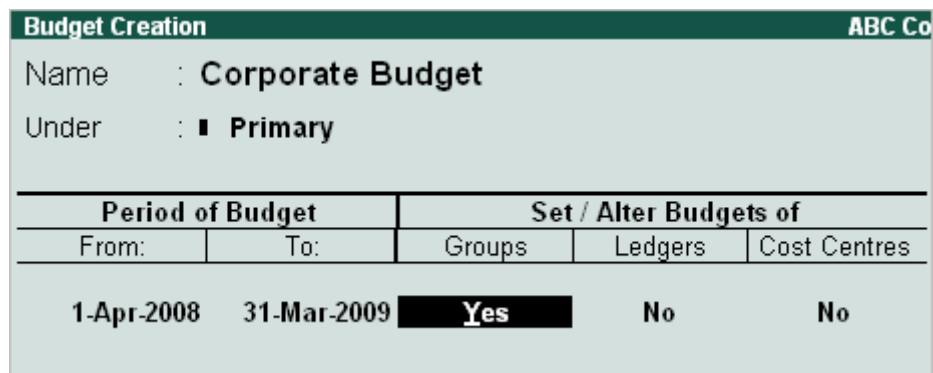 Budget Creation ABC Co
Name : Corporate Budget
Under : Primary
Period of Budget Set / Alter Budgets of
From: To: Groups Ledgers Cost Centres
1-Apr-2008 31-Mar-2009 Yes No No